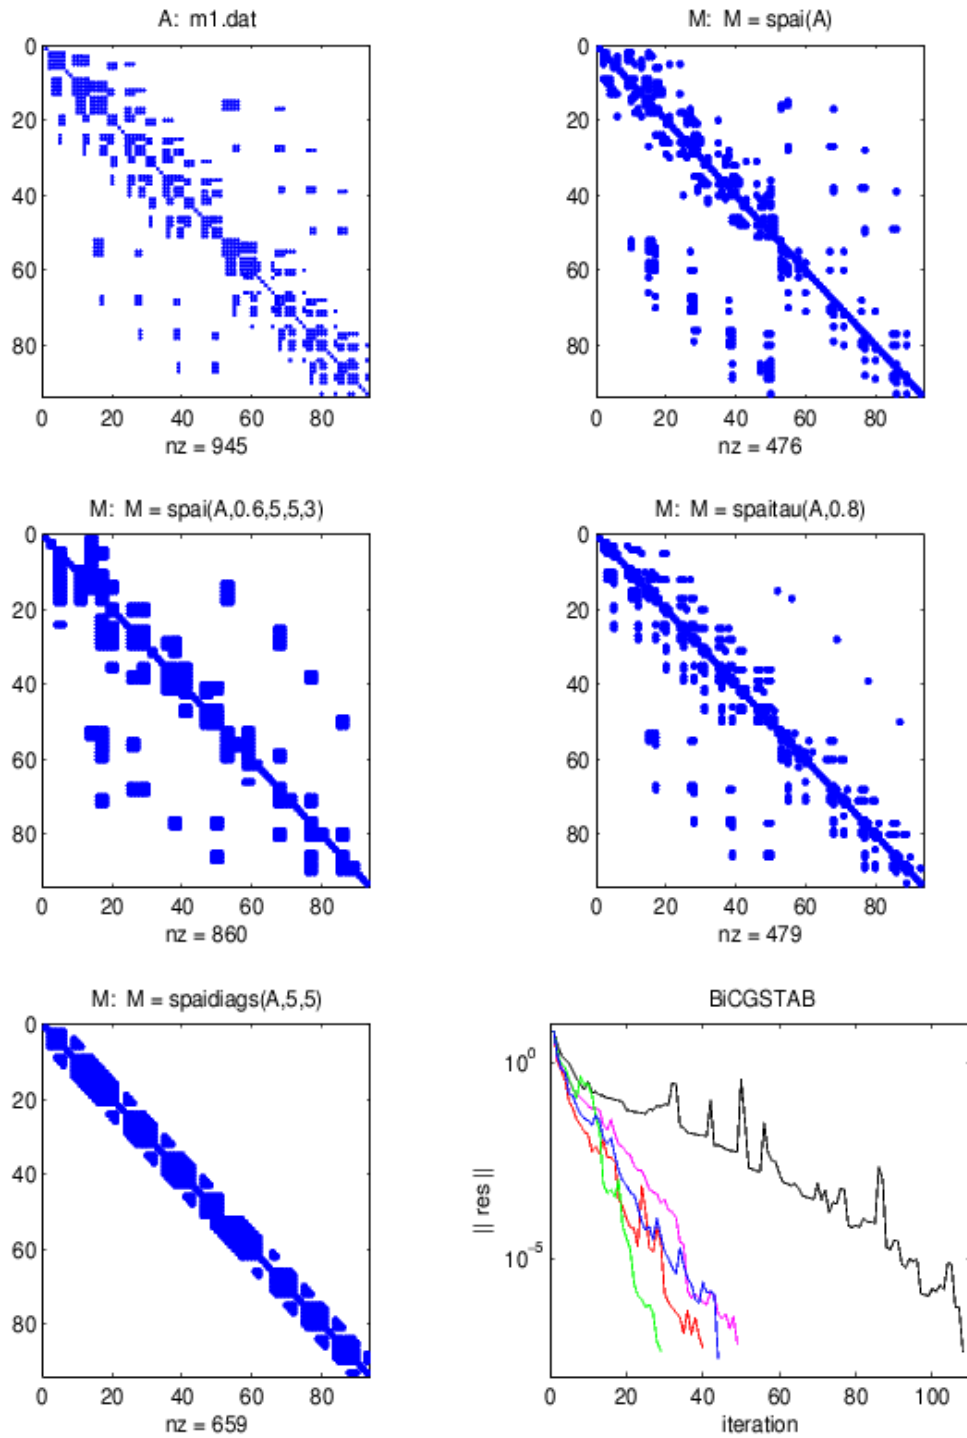 A: m1.dat
0
20
40
60
80
0 20 40 60 80
nz = 945
M: M = spai(A)
0
20
40
60
80
0 20 40 60 80
nz = 476
M: M = spai(A,0.6,5,5,3)
0
20
40
60
80
0 20 40 60 80
nz = 860
M: M = spaitau(A,0.8)
0
20
40
60
80
0 20 40 60 80
nz = 479
M: M = spaidiags(A,5,5)
0
20
40
60
80
0 20 40 60 80
nz = 659
BiCGSTAB
|| res ||
10⁰
10⁻⁵
0 20 40 60 80 100
iteration